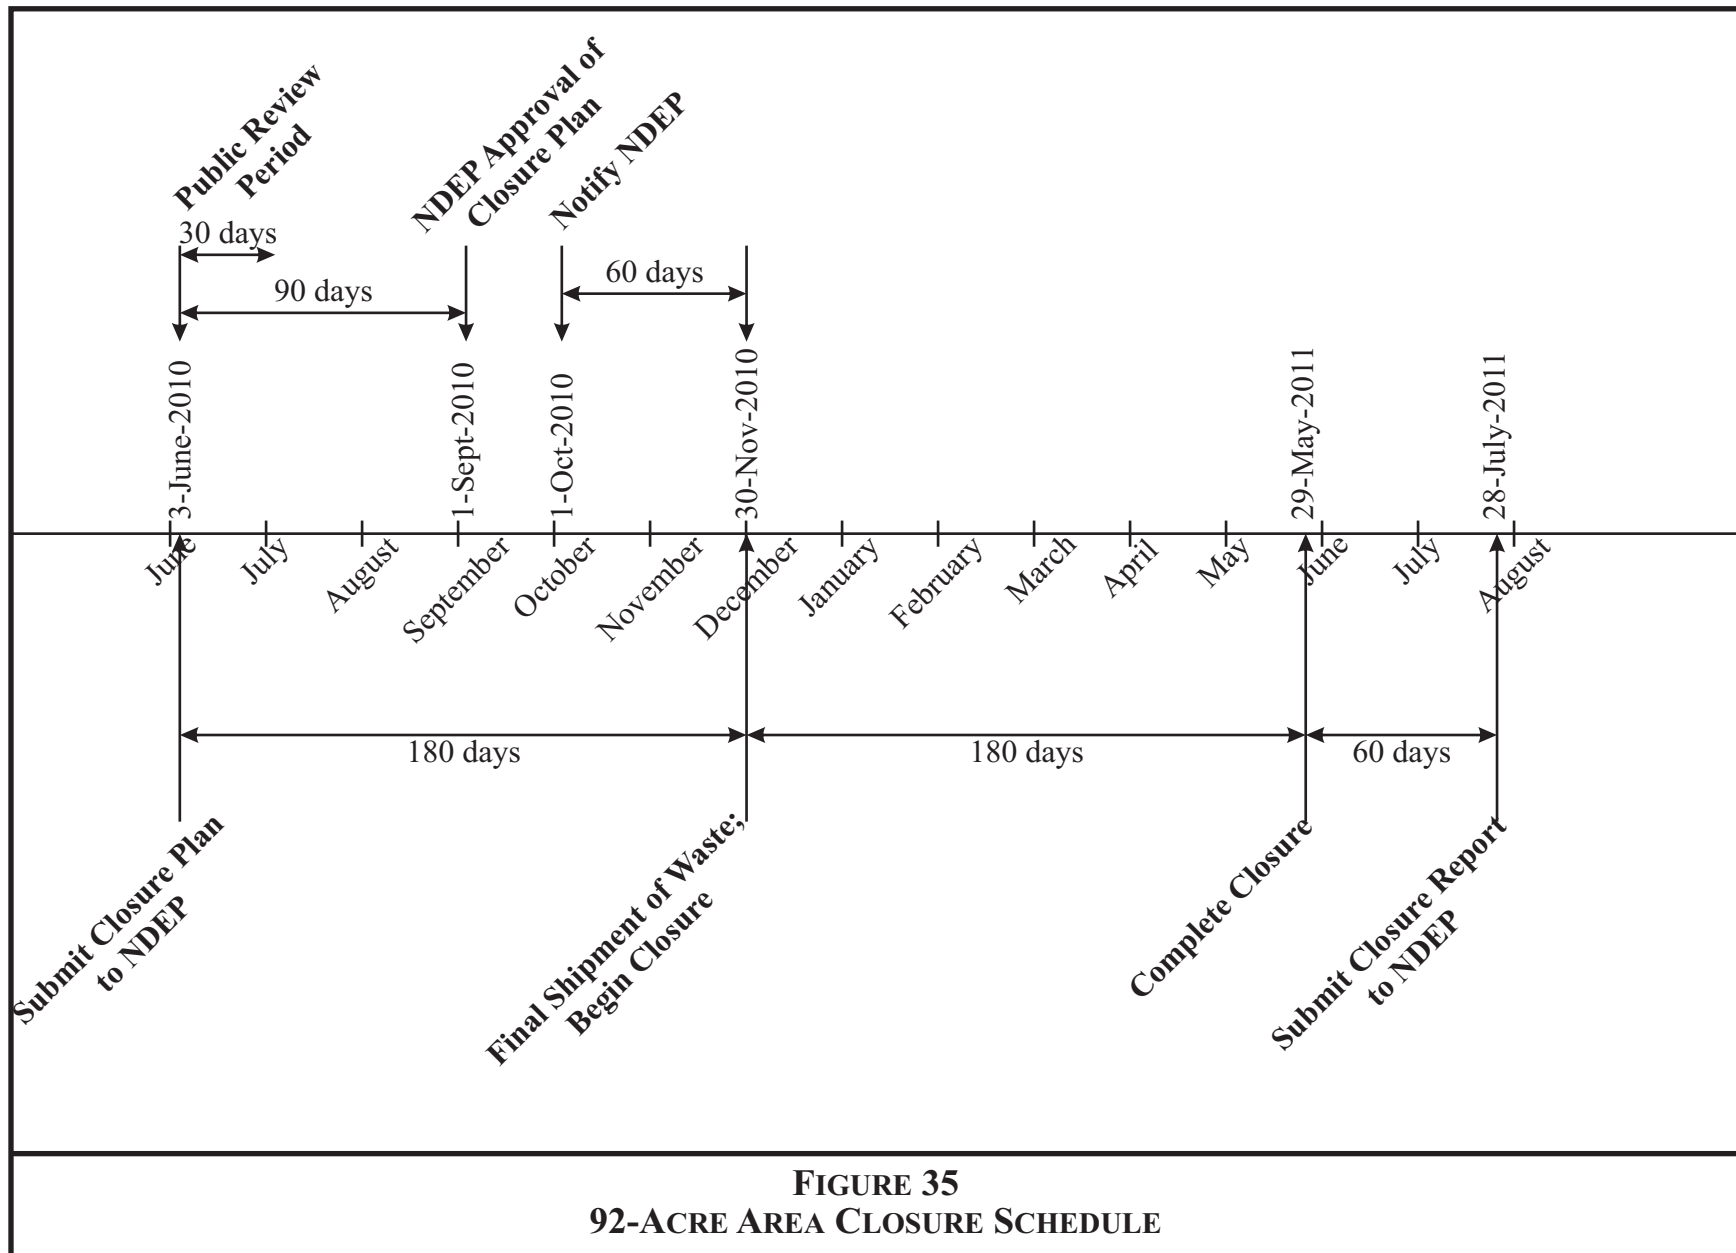 Public Review
Period
NDEP Approval of
Closure Plan
Notify NDEP
30 days
90 days
60 days
3-June-2010
1-Sept-2010
1-Oct-2010
30-Nov-2010
29-May-2011
28-July-2011
June
July
August
September
October
November
December
January
February
March
April
May
June
July
August
180 days
180 days
60 days
Submit Closure Plan
to NDEP
Final Shipment of Waste;
Begin Closure
Complete Closure
Submit Closure Report
to NDEP
FIGURE 35
92-ACRE AREA CLOSURE SCHEDULE